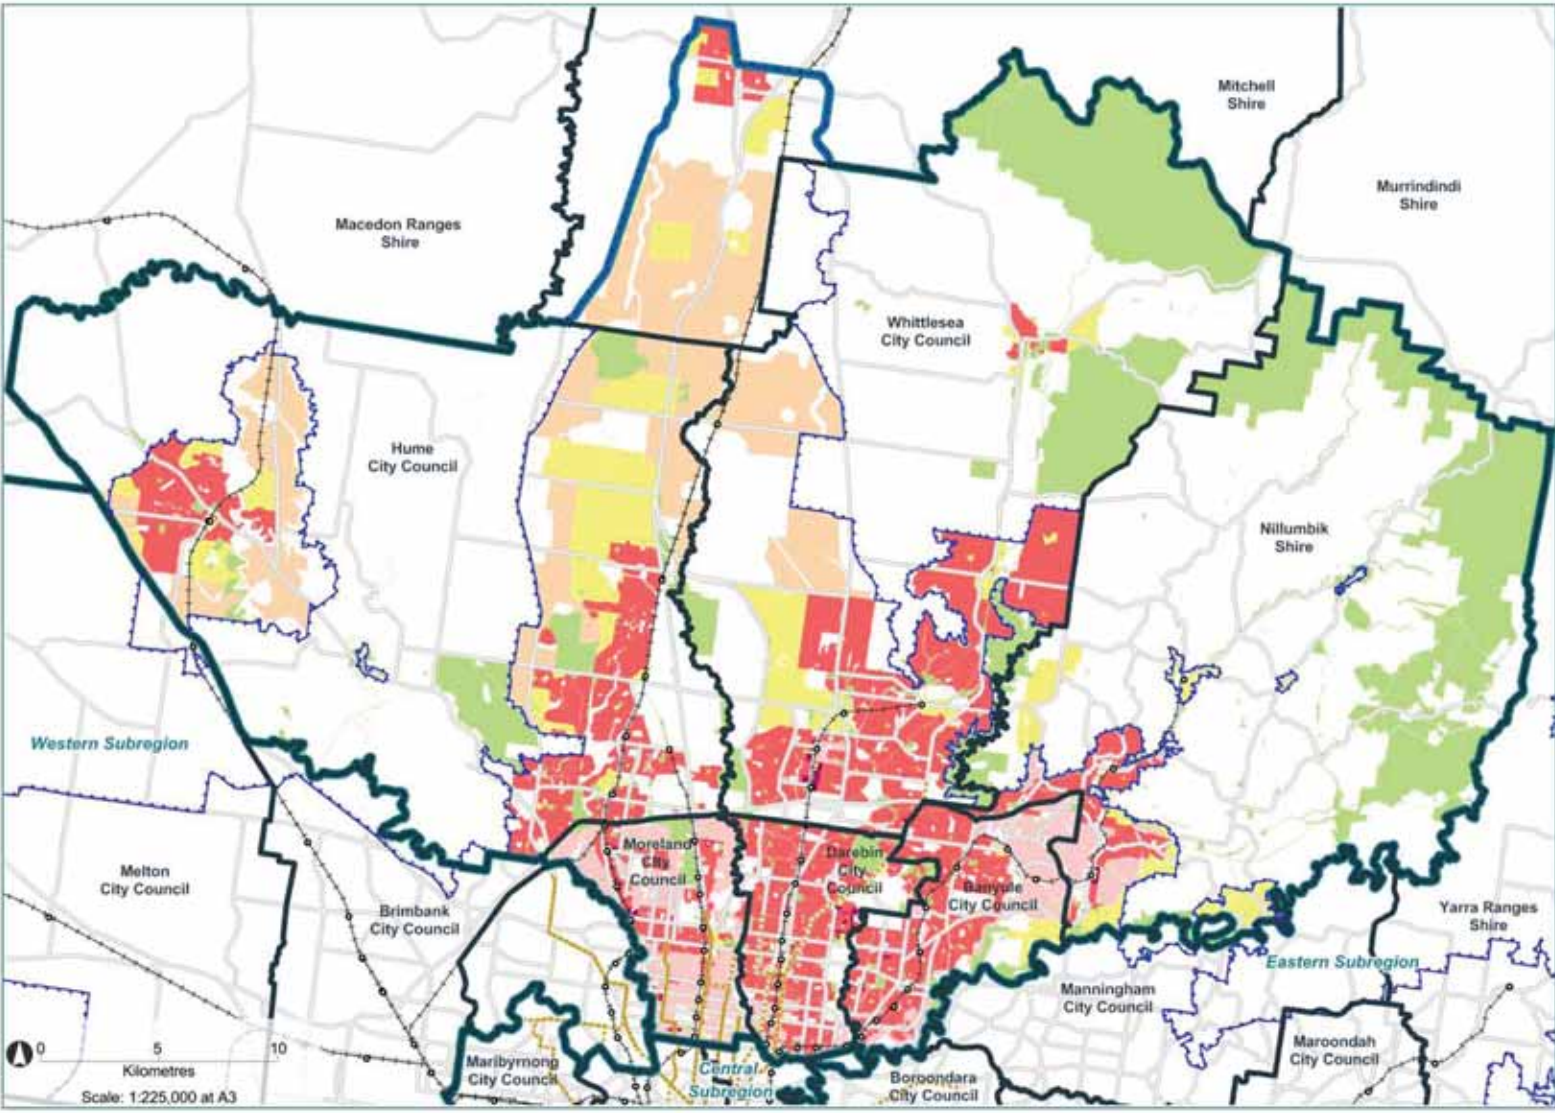 Mitchell
Shire
Murrindindi
Shire
Macedon Ranges
Shire
Whittlesea
City Council
Hume
City Council
Nillumbik
Shire
Western Subregion
Moreland
City
Council
Darebin
City
Council
Banyule
City Council
Melton
City Council
Brimbank
City Council
Yarra Ranges
Shire
Eastern Subregion
Manningham
City Council
Maroondah
City Council
Maribyrnong
City Council
Central
Subregion
Boroondara
City Council
0 5 10
Kilometres
Scale: 1:225,000 at A3